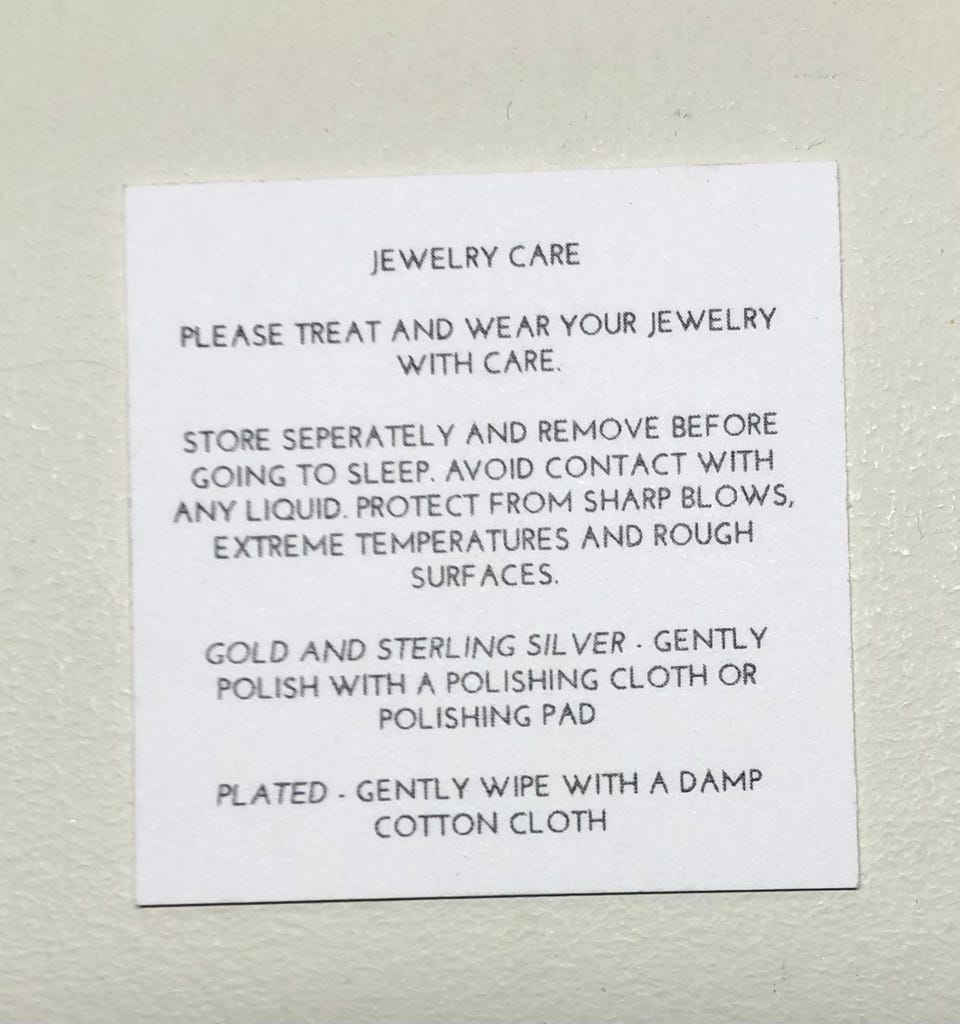 JEWELRY CARE
PLEASE TREAT AND WEAR YOUR JEWELRY
WITH CARE.
STORE SEPERATELY AND REMOVE BEFORE
GOING TO SLEEP. AVOID CONTACT WITH
ANY LIQUID. PROTECT FROM SHARP BLOWS,
EXTREME TEMPERATURES AND ROUGH
SURFACES.
GOLD AND STERLING SILVER - GENTLY
POLISH WITH A POLISHING CLOTH OR
POLISHING PAD
PLATED - GENTLY WIPE WITH A DAMP
COTTON CLOTH